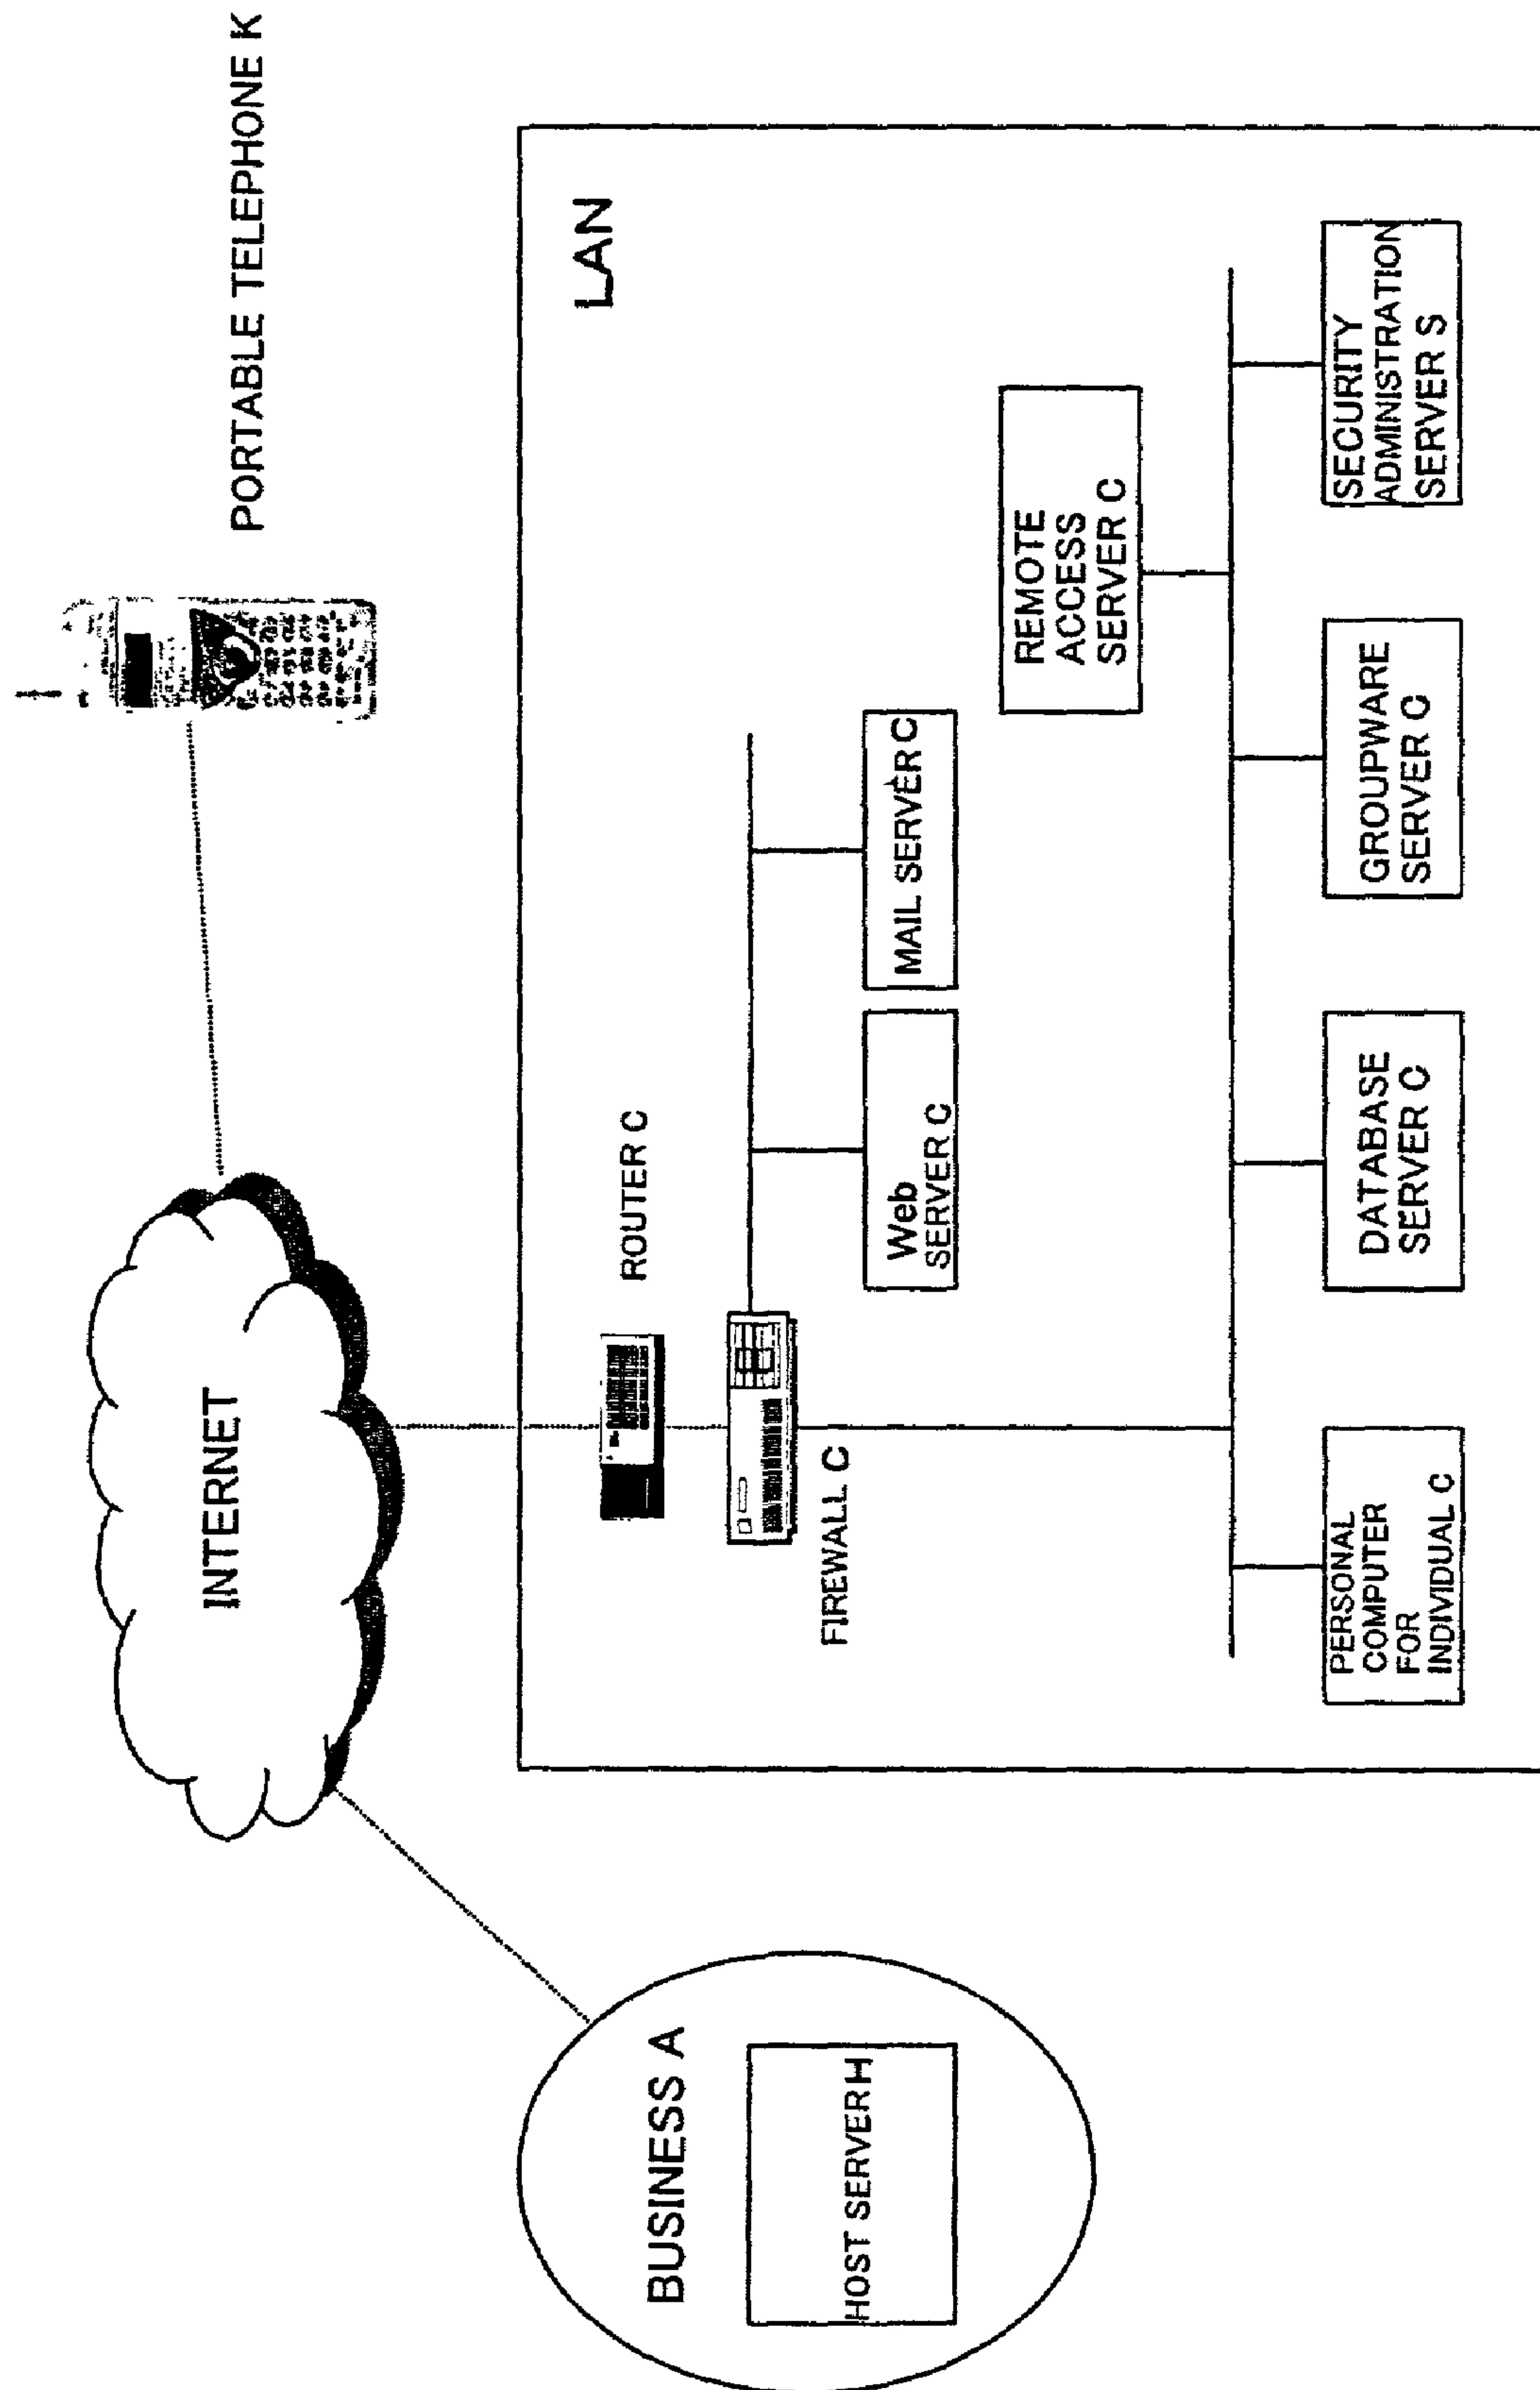 PORTABLE TELEPHONE K
INTERNET
LAN
ROUTER C
BUSINESS A
FIREWALL C
Web
SERVER C
MAIL SERVER C
HOST SERVER H
REMOTE
ACCESS
SERVER C
PERSONAL
COMPUTER
FOR
INDIVIDUAL C
DATABASE
SERVER C
GROUPWARE
SERVER C
SECURITY
ADMINISTRATION
SERVER S